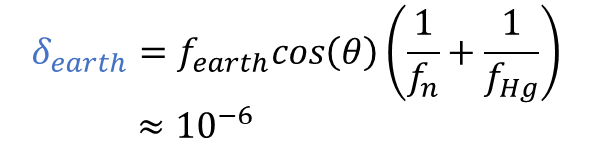 δ_earth = f_earth cos(θ) (1/f_n + 1/f_Hg)
≈ 10^−6